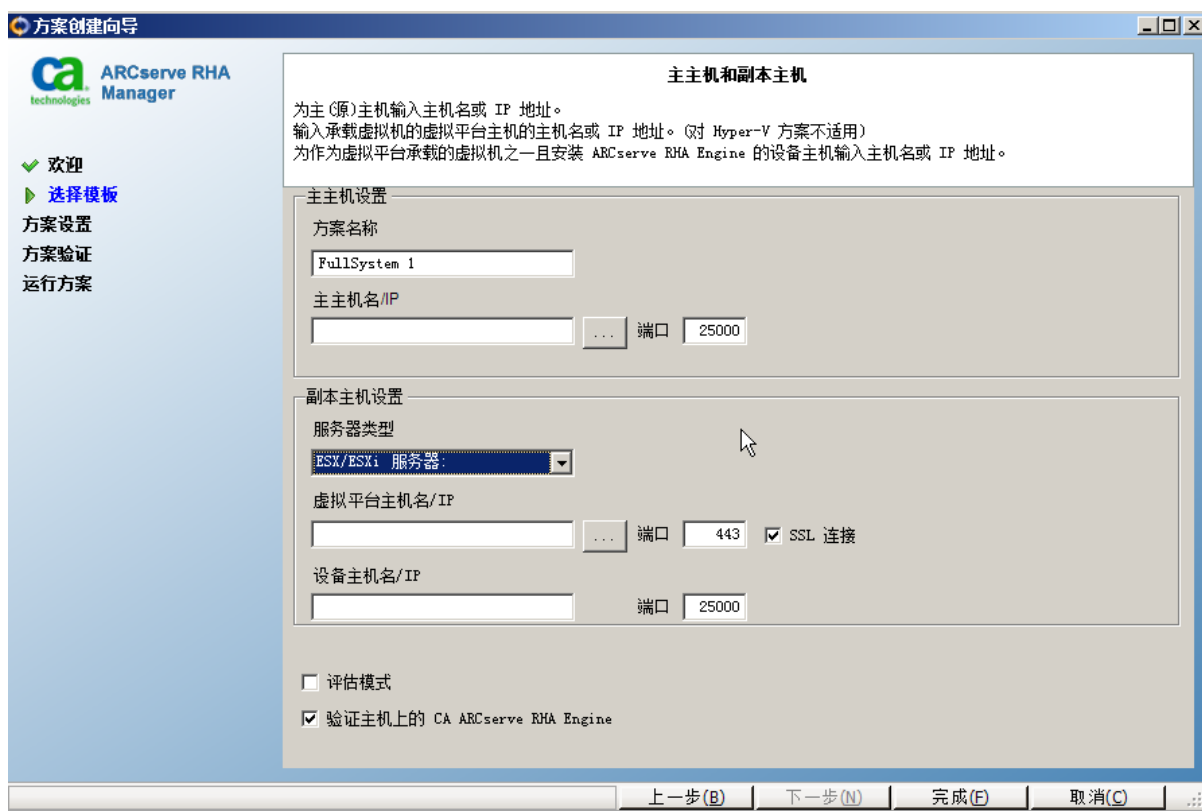 方案创建向导
ca technologies
ARCserve RHA Manager
欢迎
选择模板
方案设置
方案验证
运行方案
主主机和副本主机
为主(原)主机输入主机名或 IP 地址。
输入承载虚拟机的虚拟平台主机的主机名或 IP 地址。(对 Hyper-V 方案不适用)
为作为虚拟平台承载的虚拟机之一且安装 ARCserve RHA Engine 的设备主机输入主机名或 IP 地址。
主主机设置
方案名称
FullSystem 1
主主机名/IP
... 端口 25000
副本主机设置
服务器类型
ESX/ESXi 服务器:
虚拟平台主机名/IP
... 端口 443 SSL 连接
设备主机名/IP
端口 25000
评估模式
验证主机上的 CA ARCserve RHA Engine
上一步(B) 下一步(N) 完成(F) 取消(C)